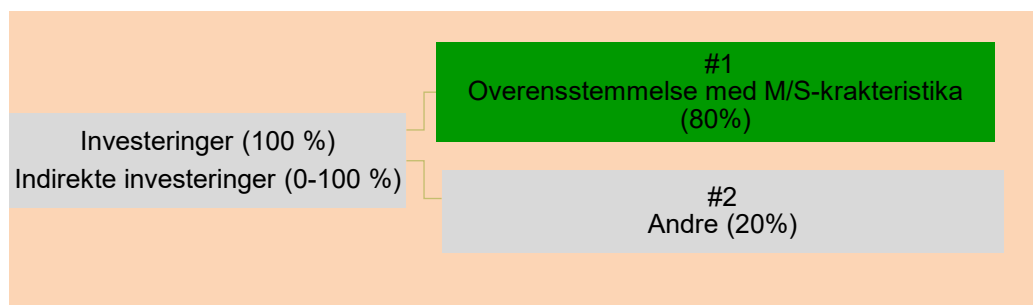 #1
Overensstemmelse med M/S-krakteristika
(80%)
Investeringer (100 %)
Indirekte investeringer (0-100 %)
#2
Andre (20%)